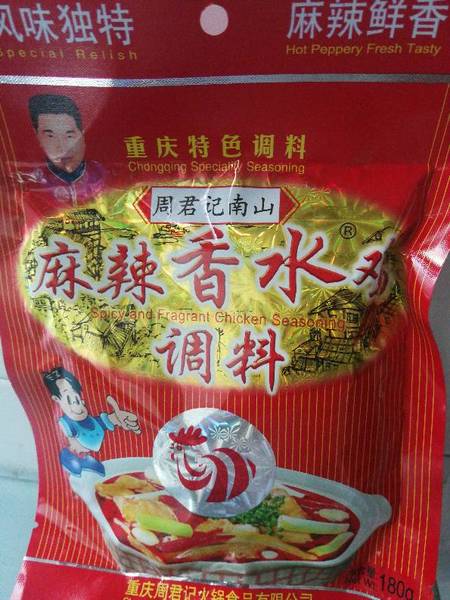 风味独特
Special Relish
麻辣鲜香
Hot Peppery Fresh Tasty
重庆特色调料
Chongqing Speciality Seasoning
周君记南山
麻辣香水鸡®
Spicy and Fragrant Chicken Seasoning
调料
180g
重庆周君记火锅食品有限公司